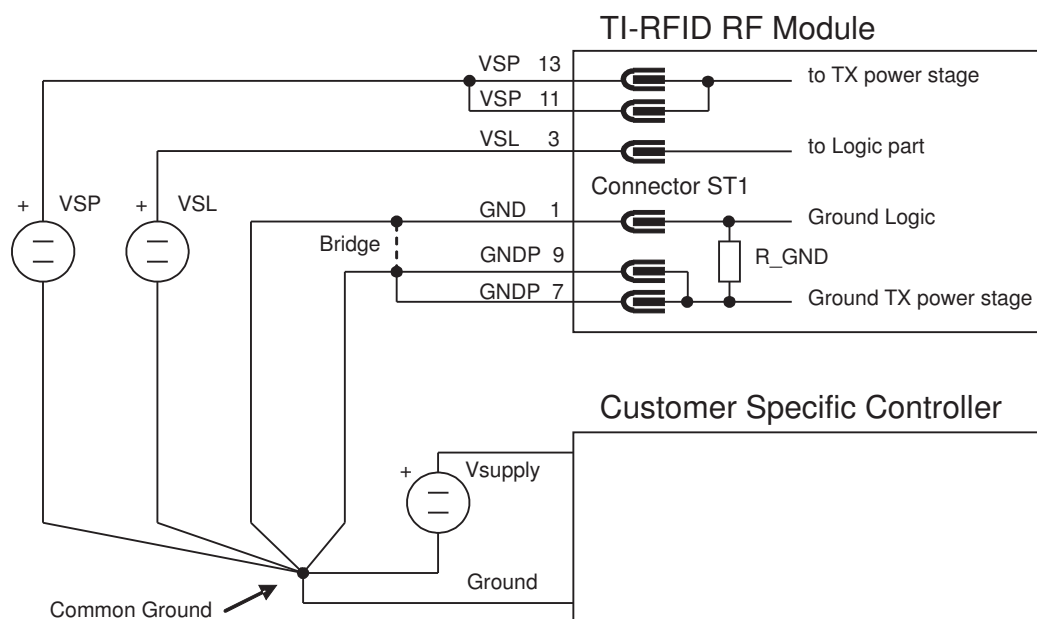 TI-RFID RF Module
VSP 13
to TX power stage
VSP 11
VSL 3
to Logic part
Connector ST1
+ VSP
+ VSL
GND 1
Ground Logic
Bridge
GNDP 9
R_GND
GNDP 7
Ground TX power stage
Customer Specific Controller
+ Vsupply
Ground
Common Ground